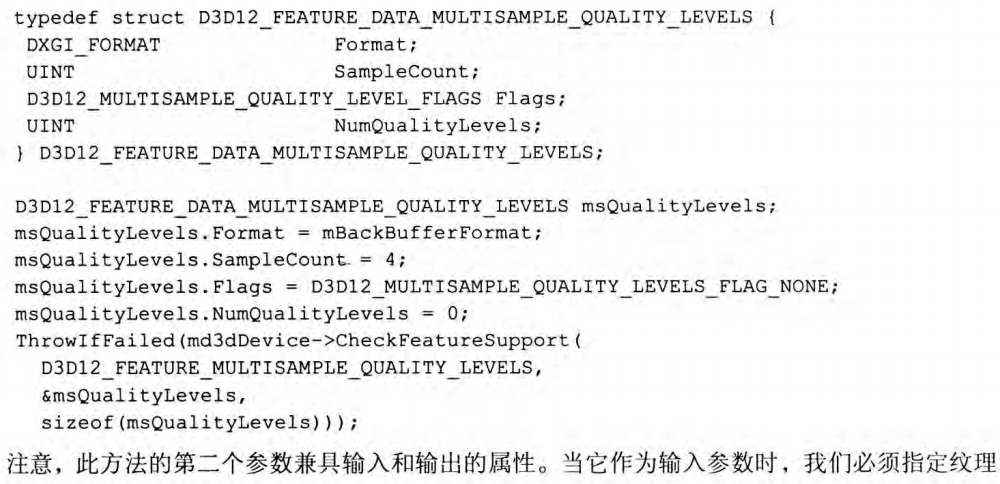 typedef struct D3D12_FEATURE_DATA_MULTISAMPLE_QUALITY_LEVELS {
DXGI_FORMAT Format;
UINT SampleCount;
D3D12_MULTISAMPLE_QUALITY_LEVEL_FLAGS Flags;
UINT NumQualityLevels;
} D3D12_FEATURE_DATA_MULTISAMPLE_QUALITY_LEVELS;
D3D12_FEATURE_DATA_MULTISAMPLE_QUALITY_LEVELS msQualityLevels;
msQualityLevels.Format = mBackBufferFormat;
msQualityLevels.SampleCount = 4;
msQualityLevels.Flags = D3D12_MULTISAMPLE_QUALITY_LEVELS_FLAG_NONE;
msQualityLevels.NumQualityLevels = 0;
ThrowIfFailed(md3dDevice->CheckFeatureSupport(
D3D12_FEATURE_MULTISAMPLE_QUALITY_LEVELS,
&msQualityLevels,
sizeof(msQualityLevels)));
注意，此方法的第二个参数兼具输入和输出的属性。当它作为输入参数时，我们必须指定纹理